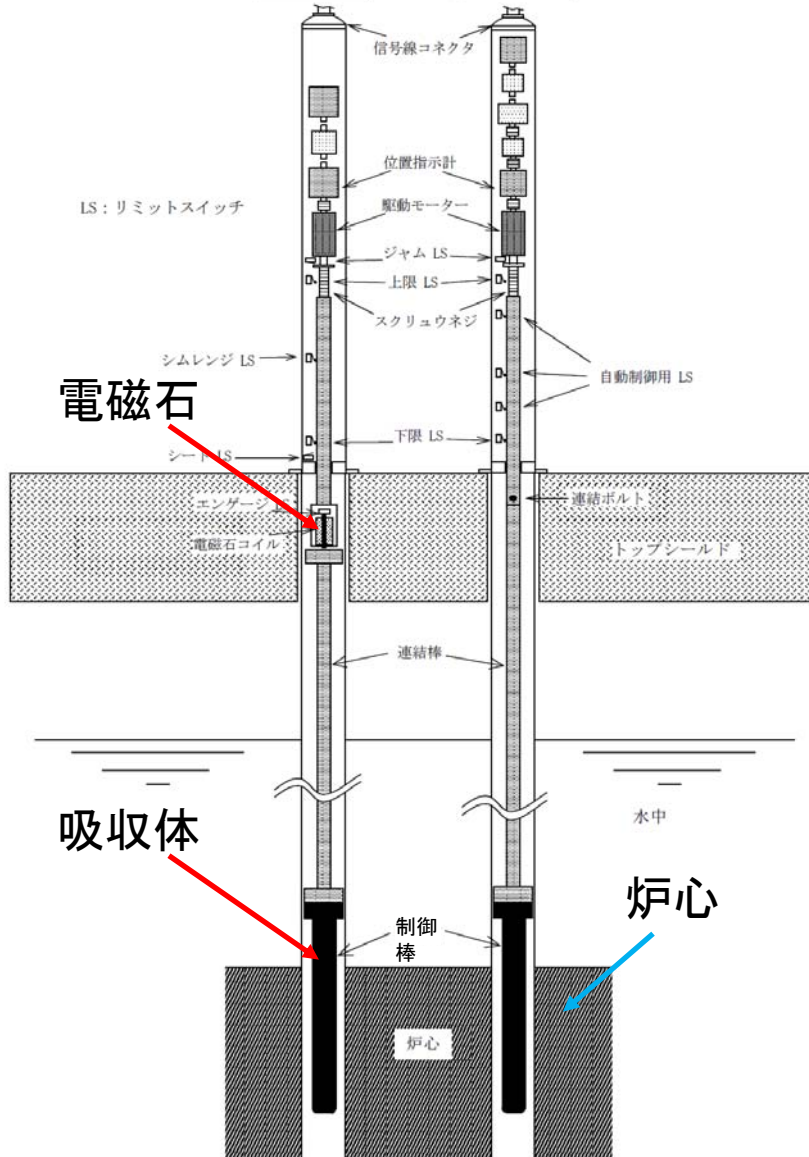 信号線コネクタ
位置指示計
LS：リミットスイッチ
駆動モーター
ジャム LS
上限 LS
スクリュウネジ
シムレンジ LS
自動制御用 LS
電磁石
下限 LS
シート LS
エンゲージ
連結ボルト
電磁石コイル
トップシールド
連結棒
水中
吸収体
炉心
制御
棒
炉心